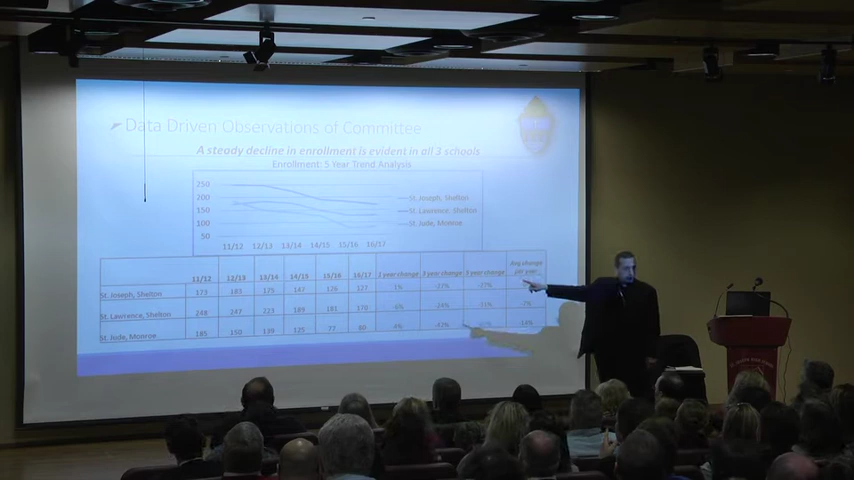 Data Driven Observations of Committee
A steady decline in enrollment is evident in all 3 schools
Enrollment: 5 Year Trend Analysis
250
200
150
100
50
11/12 12/13 13/14 14/15 15/16 16/17
St. Joseph, Shelton
St. Lawrence, Shelton
St. Jude, Monroe
11/12 12/13 13/14 14/15 15/16 16/17 1 year change 3 year change 5 year change Avg change per year
St. Joseph, Shelton 173 183 175 147 126 127 1% -27% -27%
St. Lawrence, Shelton 248 247 223 189 181 170 -6% -24% -31% -7%
St. Jude, Monroe 185 150 139 125 77 80 4% -42% -14%